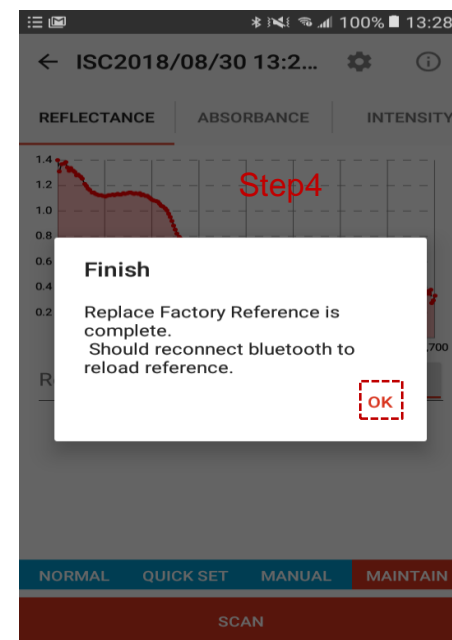 100% 13:28
ISC2018/08/30 13:2...
REFLECTANCE ABSORBANCE INTENSITY
1.4
Step4
1.2
1.0
0.8
0.6
0.4
0.2
Finish
Replace Factory Reference is
complete.
Should reconnect bluetooth to
reload reference.
OK
,700
R
NORMAL QUICK SET MANUAL MAINTAIN
SCAN